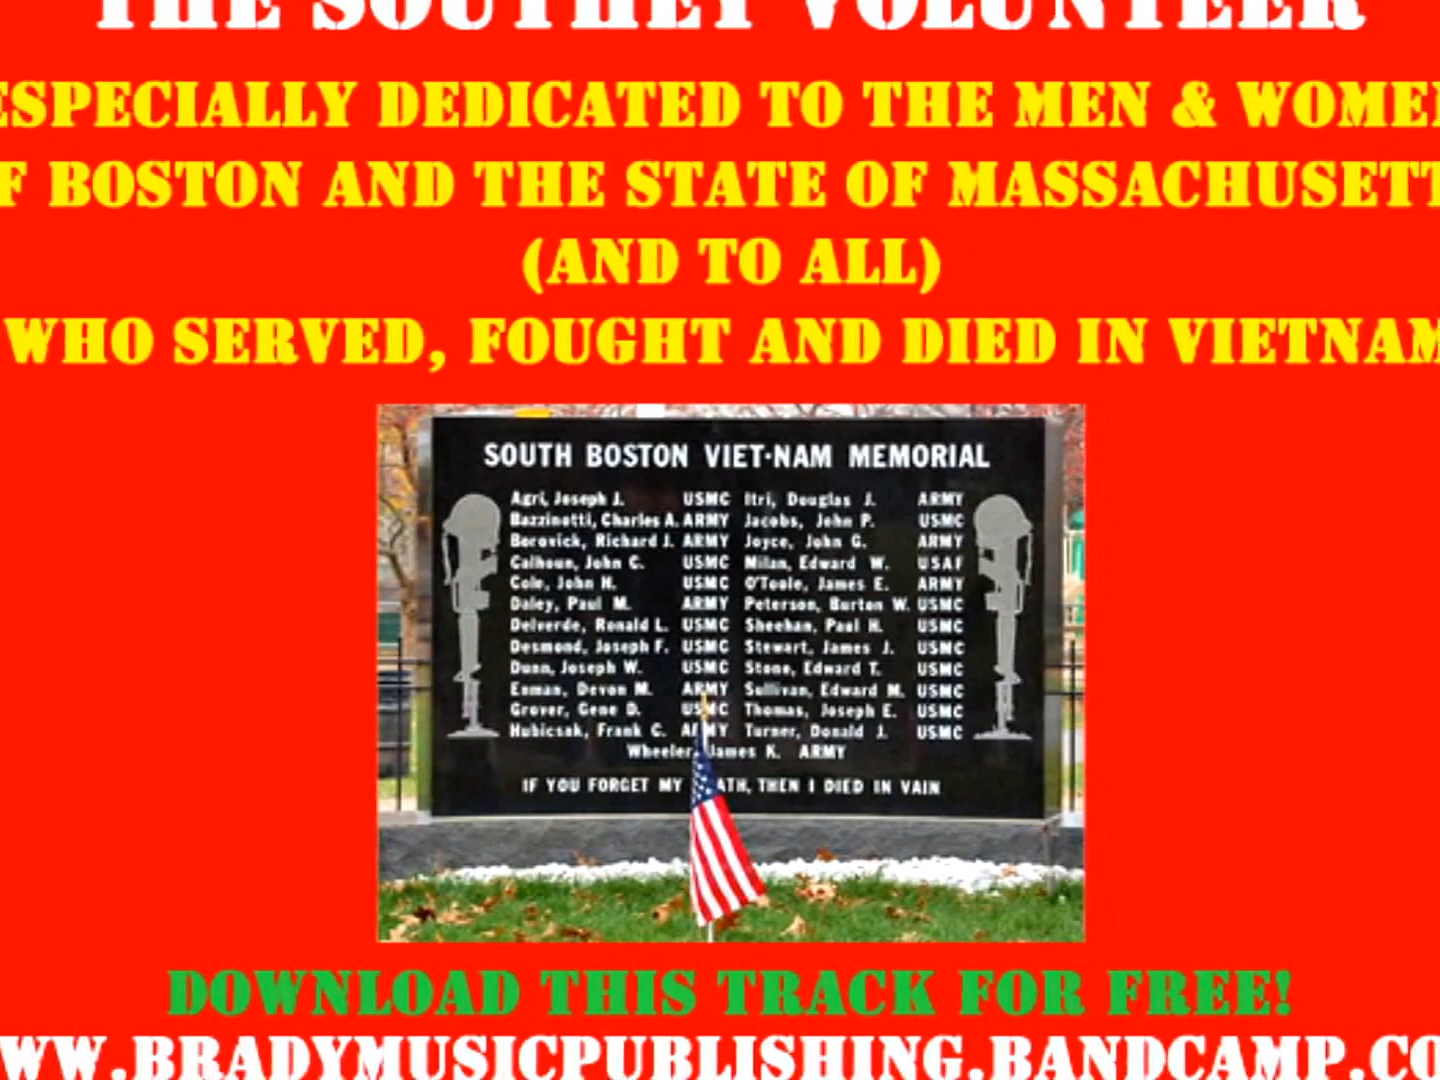 THE SOUTHEY VOLUNTEER
ESPECIALLY DEDICATED TO THE MEN & WOMEN
F BOSTON AND THE STATE OF MASSACHUSETT
(AND TO ALL)
WHO SERVED, FOUGHT AND DIED IN VIETNAM
SOUTH BOSTON VIET·NAM MEMORIAL
Agri, Joseph J. USMC Itri, Douglas J. ARMY
Bazzinotti, Charles A. ARMY Jacobs, John P. USMC
Borovick, Richard J. ARMY Joyce, John G. ARMY
Calhoun, John C. USMC Milan, Edward W. USAF
Cole, John H. USMC O'Toole, James E. ARMY
Daley, Paul M. ARMY Peterson, Burton W. USMC
Delverde, Ronald L. USMC Sheehan, Paul H. USMC
Desmond, Joseph F. USMC Stewart, James J. USMC
Dunn, Joseph W. USMC Stone, Edward T. USMC
Enman, Devon M. ARMY Sullivan, Edward M. USMC
Grover, Gene D. USMC Thomas, Joseph E. USMC
Hubicsak, Frank C. ARMY Turner, Donald J. USMC
Wheeler, James K. ARMY
IF YOU FORGET MY DEATH, THEN I DIED IN VAIN
DOWNLOAD THIS TRACK FOR FREE!
WW.BRADYMUSICPUBLISHING.BANDCAMP.CO